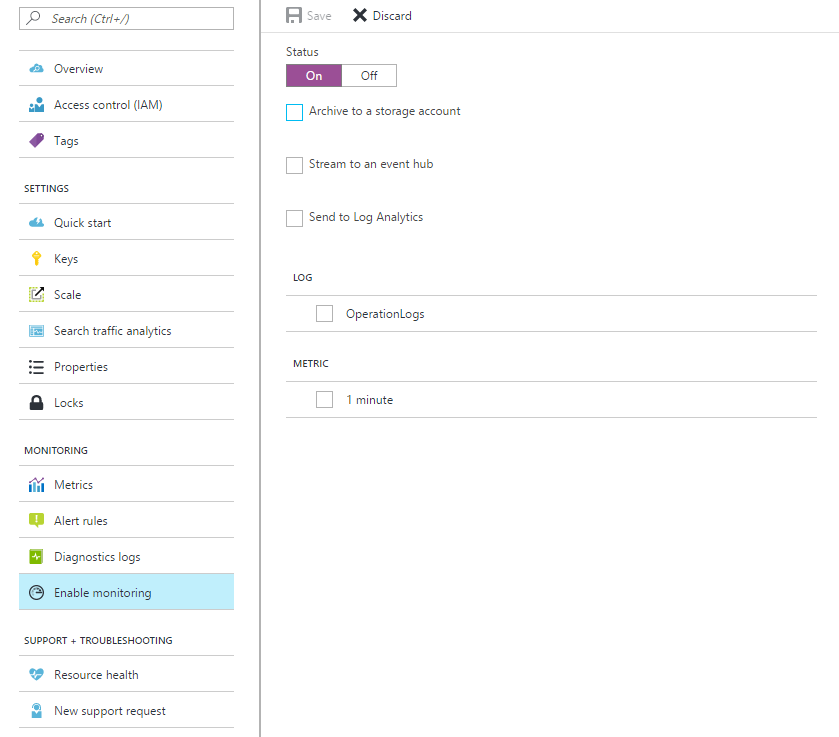 Search (Ctrl+/)
Overview
Access control (IAM)
Tags
SETTINGS
Quick start
Keys
Scale
Search traffic analytics
Properties
Locks
MONITORING
Metrics
Alert rules
Diagnostics logs
Enable monitoring
SUPPORT + TROUBLESHOOTING
Resource health
New support request
Save Discard
Status
On Off
Archive to a storage account
Stream to an event hub
Send to Log Analytics
LOG
OperationLogs
METRIC
1 minute